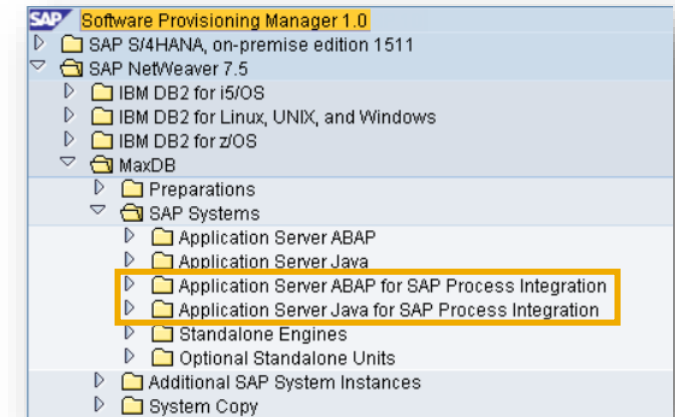 SAP Software Provisioning Manager 1.0
SAP S/4HANA, on-premise edition 1511
SAP NetWeaver 7.5
IBM DB2 for i5/OS
IBM DB2 for Linux, UNIX, and Windows
IBM DB2 for z/OS
MaxDB
Preparations
SAP Systems
Application Server ABAP
Application Server Java
Application Server ABAP for SAP Process Integration
Application Server Java for SAP Process Integration
Standalone Engines
Optional Standalone Units
Additional SAP System Instances
System Copy